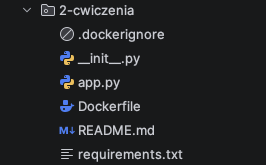 2-cwiczenia
.dockerignore
__init__.py
app.py
Dockerfile
M↓ README.md
requirements.txt